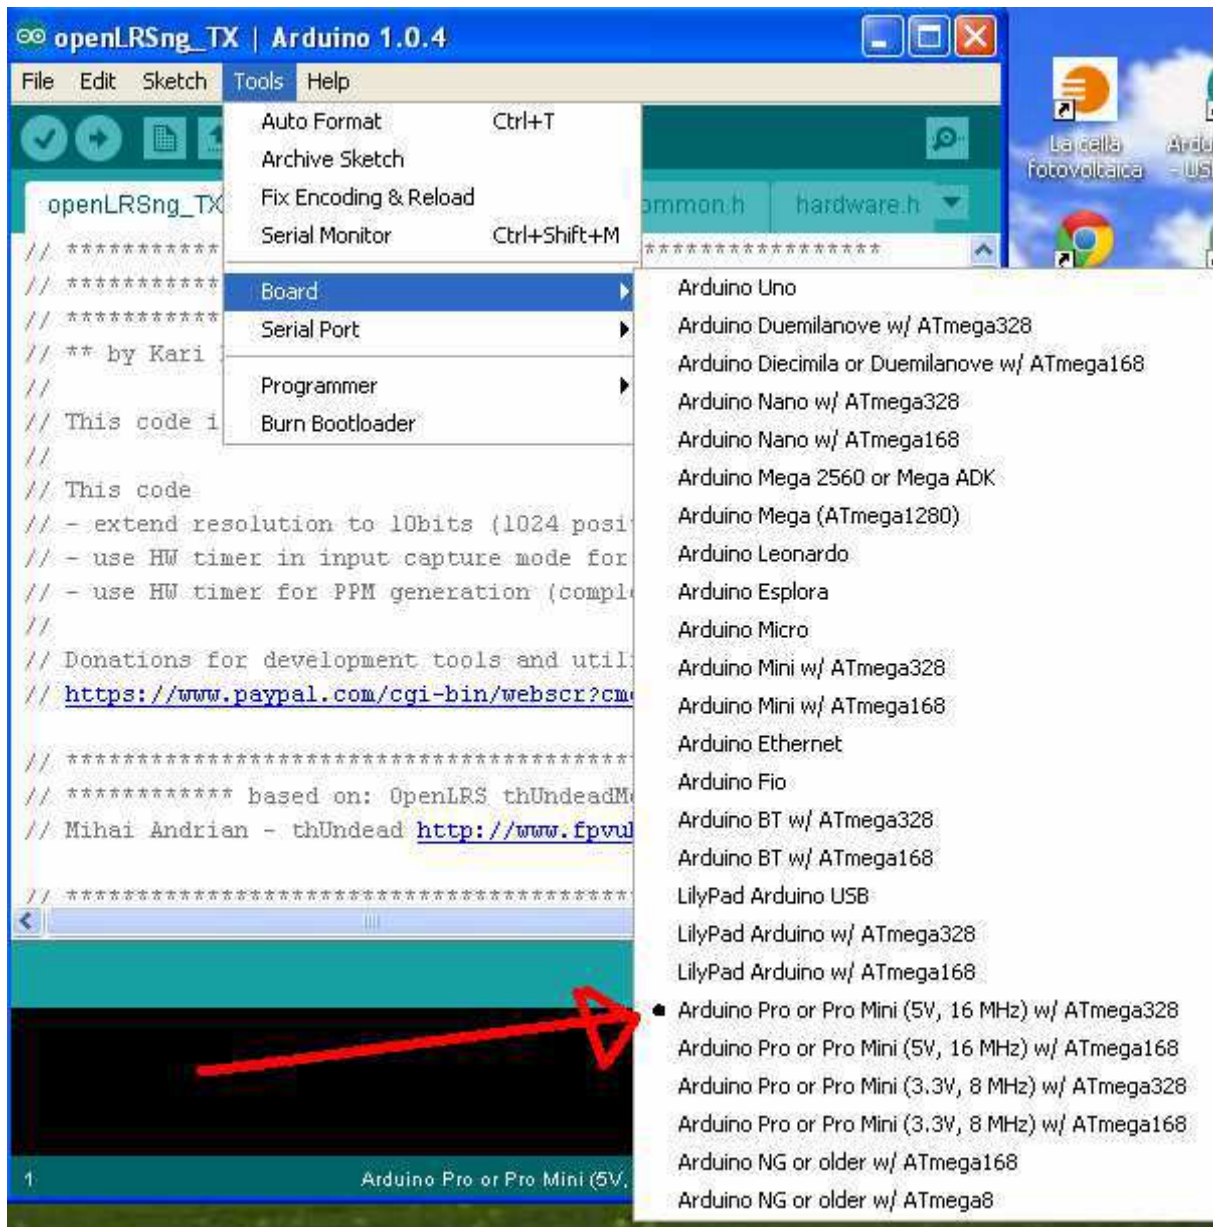 openLRSng_TX | Arduino 1.0.4
File Edit Sketch Tools Help
Auto Format Ctrl+T
Archive Sketch
Fix Encoding & Reload
Serial Monitor Ctrl+Shift+M
Board
Serial Port
Programmer
Burn Bootloader
openLRSng_TX hardware.h
// ************ ******************
// ************
// ************
// ** by Kari
//
// This code i
//
// This code
// - extend resolution to 10bits (1024 posi
// - use HW timer in input capture mode for
// - use HW timer for PPM generation (compl
//
// Donations for development tools and util
// https://www.paypal.com/cgi-bin/webscr?cm
// *****************************************
// ************ based on: OpenLRS thUndeadM
// Mihai Andrian - thUndead http://www.fpvu
// *****************************************
Arduino Uno
Arduino Duemilanove w/ ATmega328
Arduino Diecimila or Duemilanove w/ ATmega168
Arduino Nano w/ ATmega328
Arduino Nano w/ ATmega168
Arduino Mega 2560 or Mega ADK
Arduino Mega (ATmega1280)
Arduino Leonardo
Arduino Esplora
Arduino Micro
Arduino Mini w/ ATmega328
Arduino Mini w/ ATmega168
Arduino Ethernet
Arduino Fio
Arduino BT w/ ATmega328
Arduino BT w/ ATmega168
LilyPad Arduino USB
LilyPad Arduino w/ ATmega328
LilyPad Arduino w/ ATmega168
Arduino Pro or Pro Mini (5V, 16 MHz) w/ ATmega328
Arduino Pro or Pro Mini (5V, 16 MHz) w/ ATmega168
Arduino Pro or Pro Mini (3.3V, 8 MHz) w/ ATmega328
Arduino Pro or Pro Mini (3.3V, 8 MHz) w/ ATmega168
Arduino NG or older w/ ATmega168
Arduino NG or older w/ ATmega8
1 Arduino Pro or Pro Mini (5V,
La cella
fotovoltaica